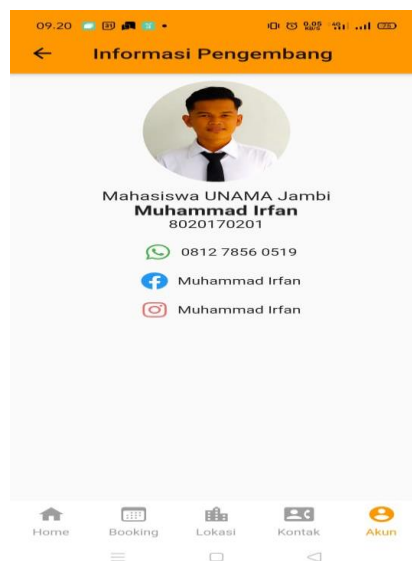 09.20
Informasi Pengembang
Mahasiswa UNAMA Jambi
Muhammad Irfan
8020170201
0812 7856 0519
Muhammad Irfan
Muhammad Irfan
Home Booking Lokasi Kontak Akun